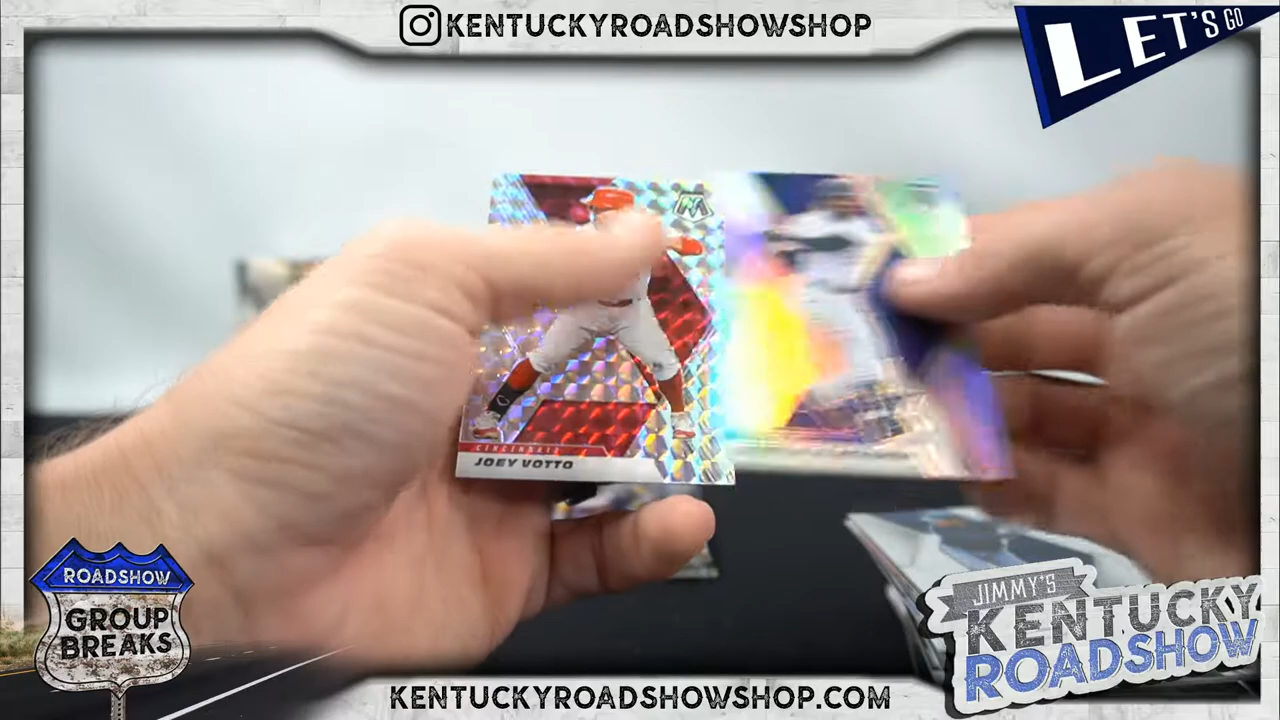 KENTUCKYROADSHOWSHOP
LET'S GO
CINCINNATI
JOEY VOTTO
ROADSHOW
GROUP
BREAKS
JIMMY'S
KENTUCKY
ROADSHOW
KENTUCKYROADSHOWSHOP.COM